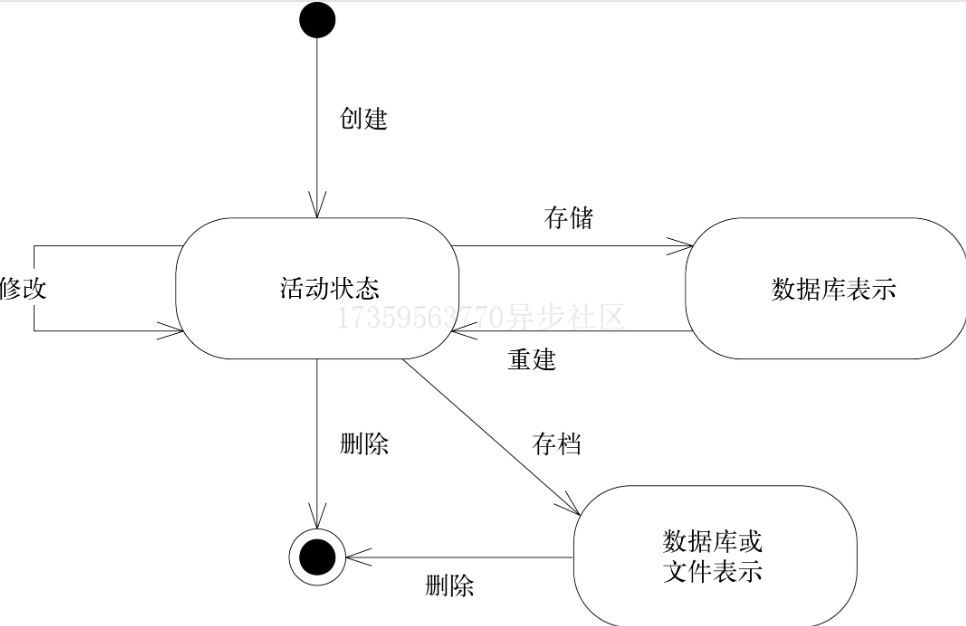 创建
存储
修改
活动状态
数据库表示
17359563770异步社区
重建
删除
存档
数据库或
文件表示
删除